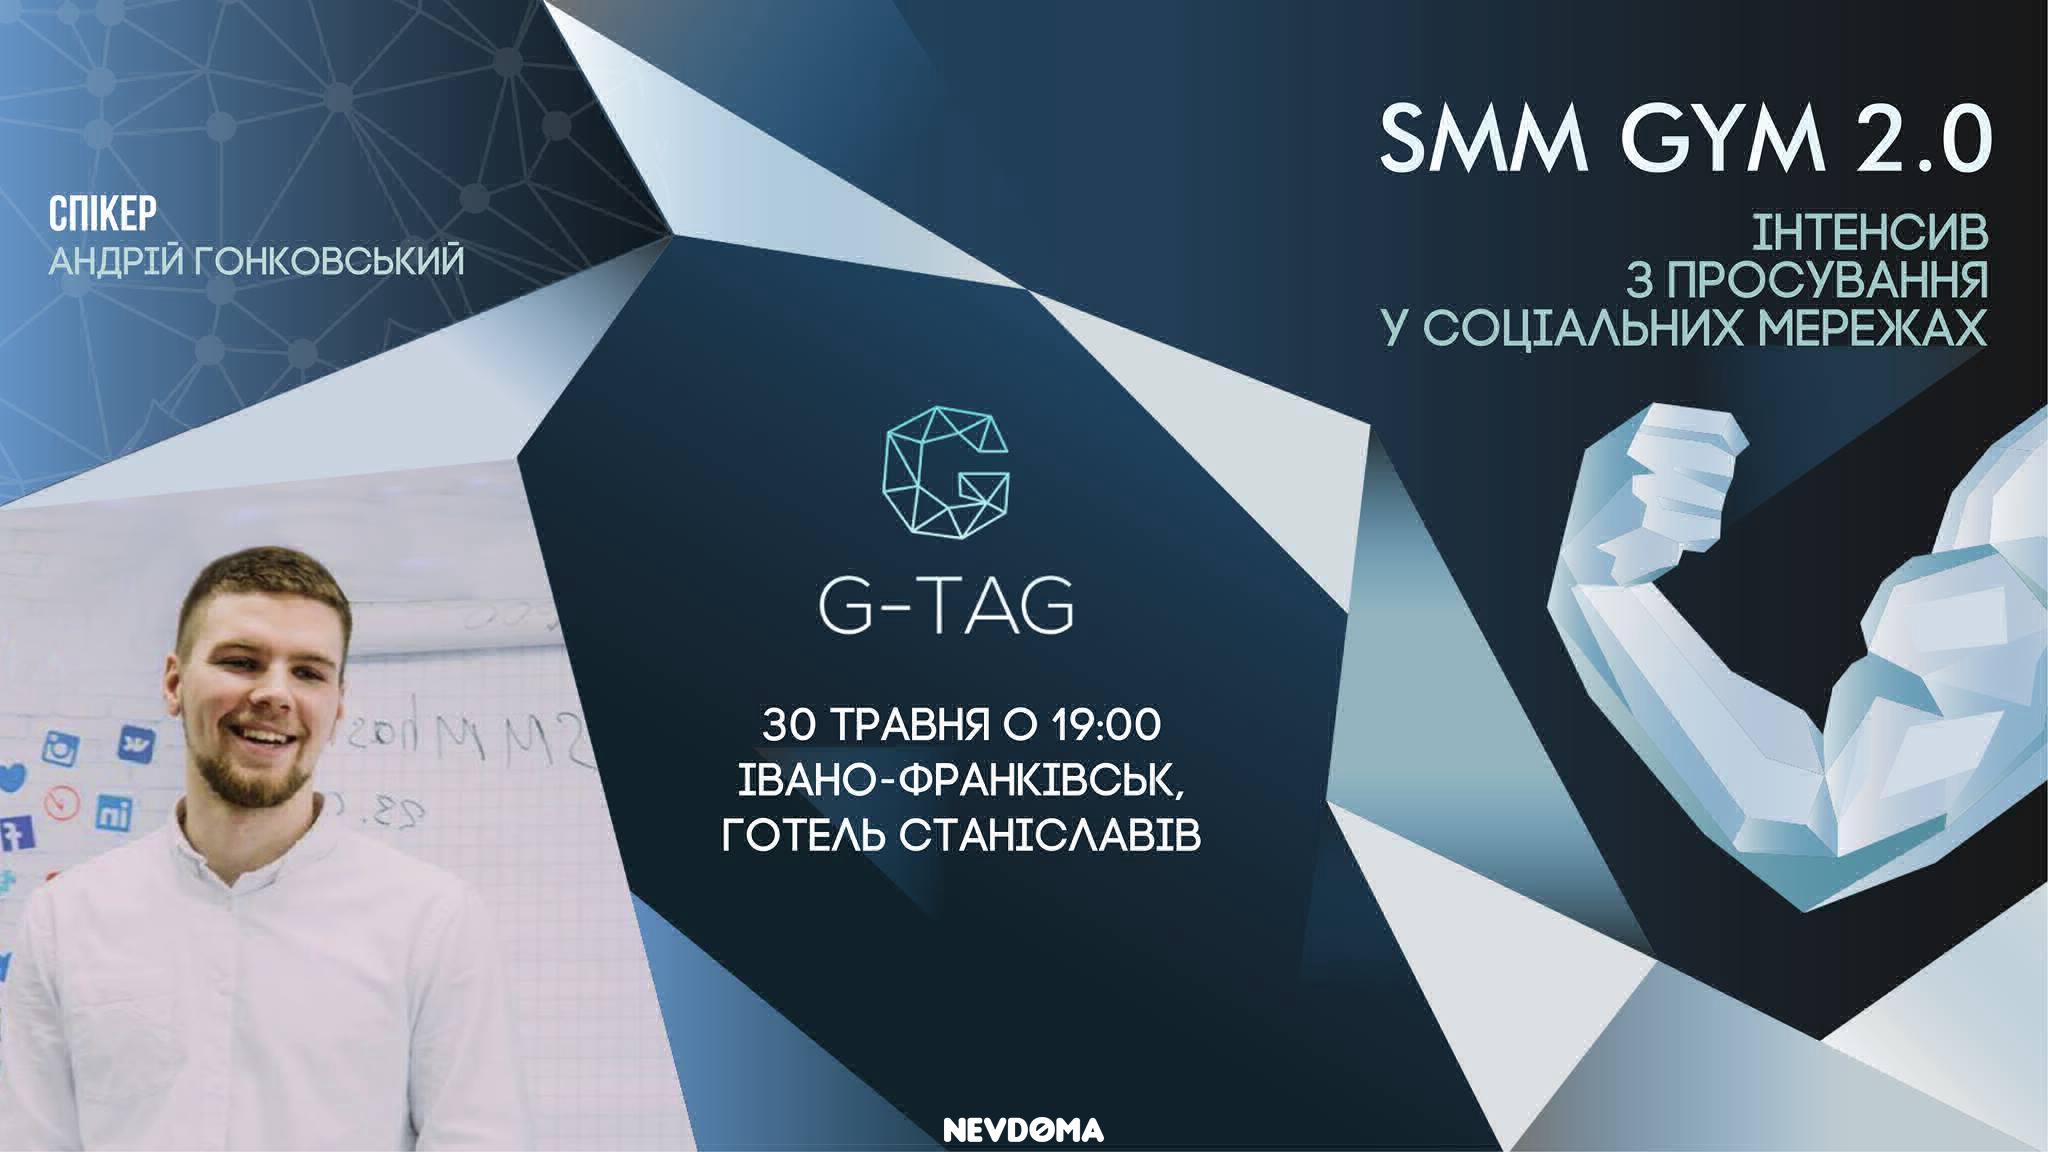 СПІКЕР
АНДРІЙ ГОНКОВСЬКИЙ
SMM GYM 2.0
ІНТЕНСИВ
З ПРОСУВАННЯ
У СОЦІАЛЬНИХ МЕРЕЖАХ
G-TAG
30 ТРАВНЯ О 19:00
ІВАНО-ФРАНКІВСЬК,
ГОТЕЛЬ СТАНІСЛАВІВ
NEVDOMA